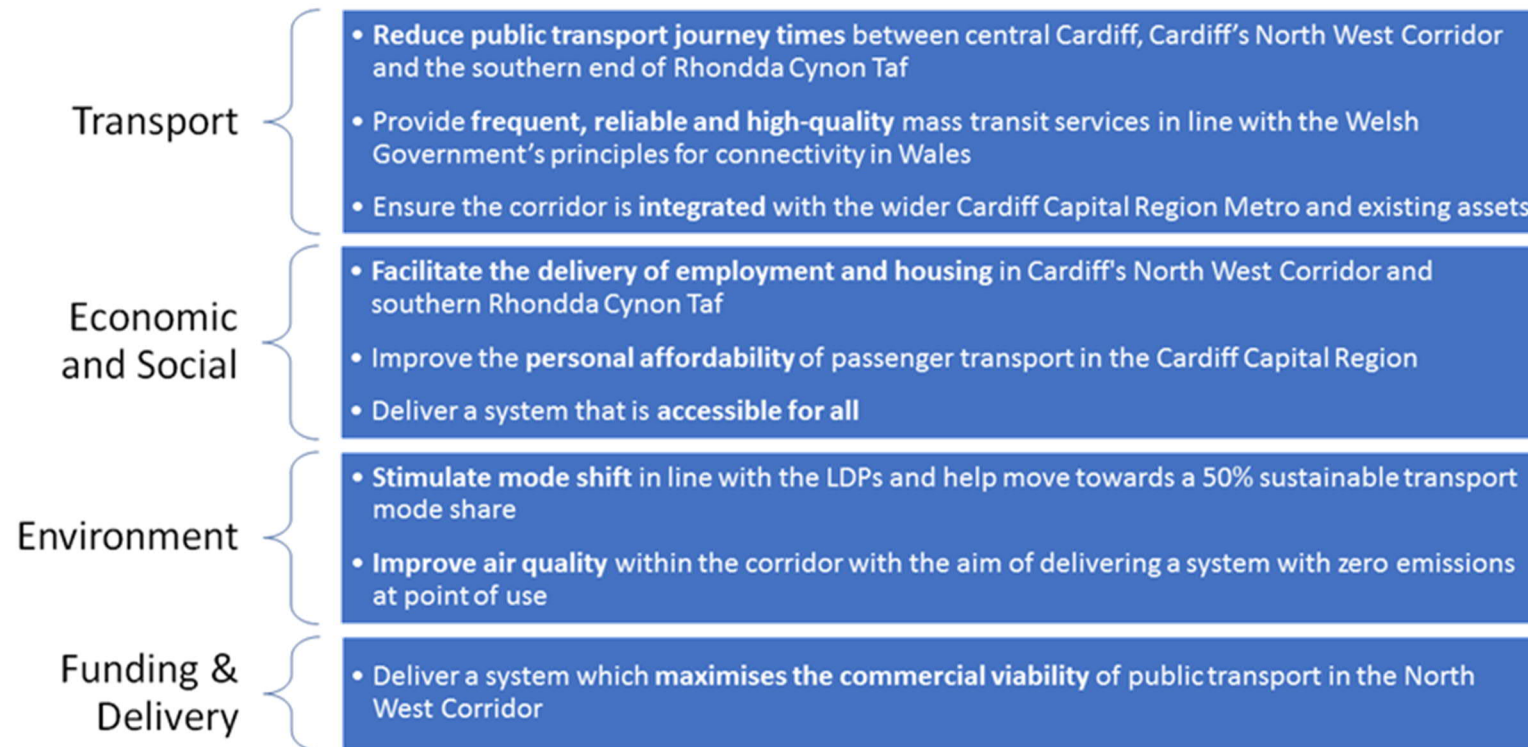 Transport
• Reduce public transport journey times between central Cardiff, Cardiff’s North West Corridor
and the southern end of Rhondda Cynon Taf
• Provide frequent, reliable and high-quality mass transit services in line with the Welsh
Government’s principles for connectivity in Wales
• Ensure the corridor is integrated with the wider Cardiff Capital Region Metro and existing assets
Economic
and Social
• Facilitate the delivery of employment and housing in Cardiff's North West Corridor and
southern Rhondda Cynon Taf
• Improve the personal affordability of passenger transport in the Cardiff Capital Region
• Deliver a system that is accessible for all
Environment
• Stimulate mode shift in line with the LDPs and help move towards a 50% sustainable transport
mode share
• Improve air quality within the corridor with the aim of delivering a system with zero emissions
at point of use
Funding &
Delivery
• Deliver a system which maximises the commercial viability of public transport in the North
West Corridor